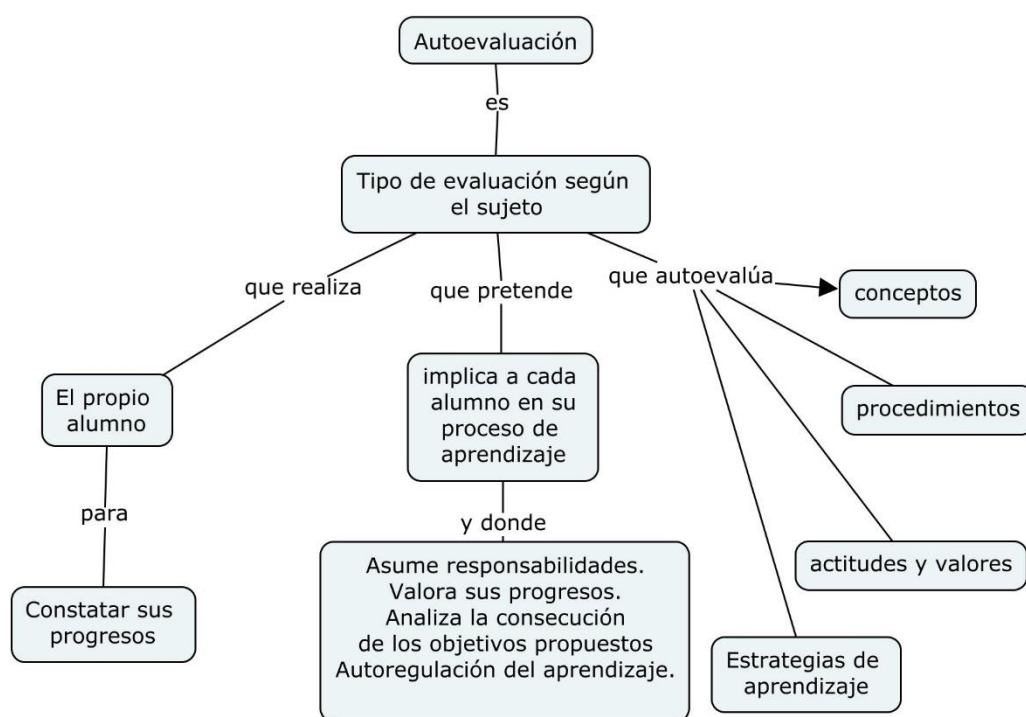 Autoevaluación
es
Tipo de evaluación según
el sujeto
que realiza
que pretende
que autoevalúa
conceptos
El propio
alumno
implica a cada
alumno en su
proceso de
aprendizaje
procedimientos
para
y donde
Constatar sus
progresos
Asume responsabilidades.
Valora sus progresos.
Analiza la consecución
de los objetivos propuestos
Autoregulación del aprendizaje.
actitudes y valores
Estrategias de
aprendizaje